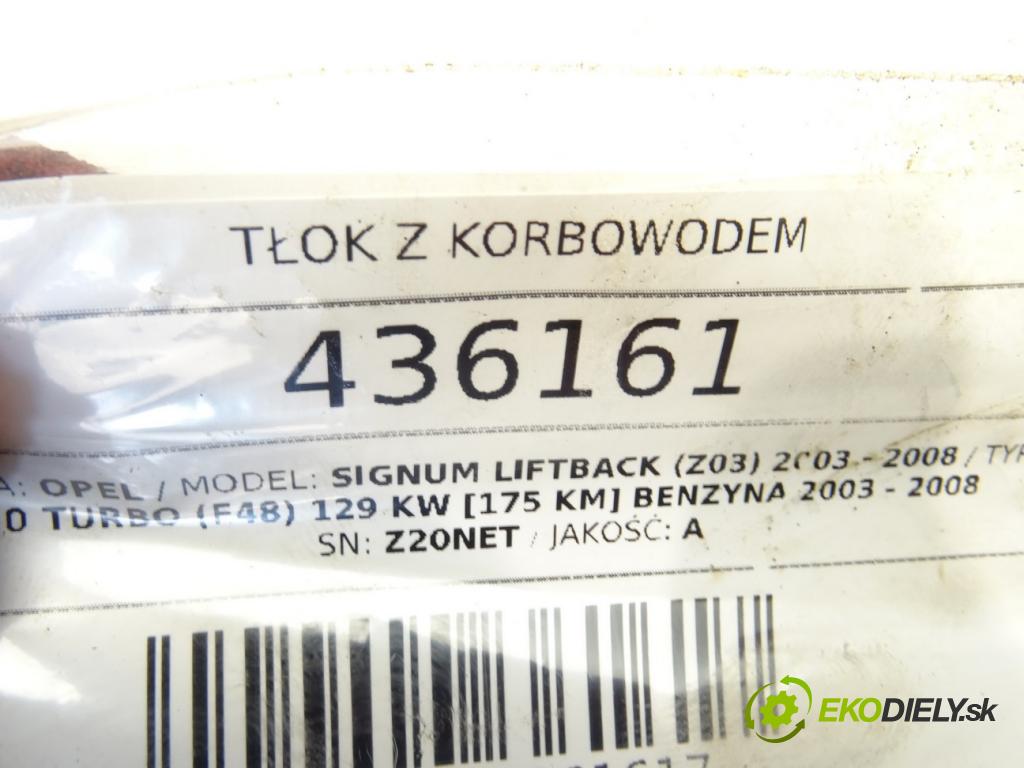 TŁOK Z KORBOWODEM
436161
A: OPEL / MODEL: SIGNUM LIFTBACK (Z03) 2003 - 2008 / TYP
.0 TURBO (F48) 129 KW [175 KM] BENZYNA 2003 - 2008
SN: Z20NET / JAKOŚĆ: A
EKODIELY.sk